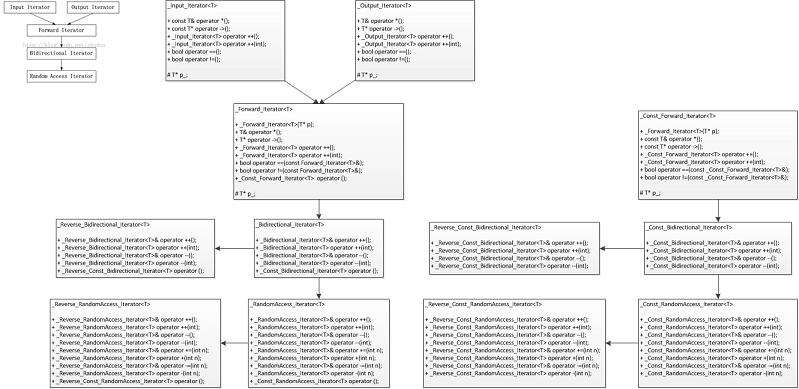 Input Iterator
Output Iterator
Forward Iterator
Bidirectional Iterator
Random Access Iterator
_Input_Iterator<T>
+ const T& operator *();
+ const T* operator ->();
+ _Input_Iterator<T> operator ++();
+ _Input_Iterator<T> operator ++(int);
+ bool operator ==();
+ bool operator !=();
# T* p_;
_Output_Iterator<T>
+ T& operator *();
+ T* operator ->();
+ _Output_Iterator<T> operator ++();
+ _Output_Iterator<T> operator ++(int);
+ bool operator ==();
+ bool operator !=();
# T* p_;
_Forward_Iterator<T>
+ _Forward_Iterator<T>(T* p);
+ T& operator *();
+ T* operator ->();
+ _Forward_Iterator<T> operator ++();
+ _Forward_Iterator<T> operator ++(int);
+ bool operator ==(const Forward_Iterator<T>&);
+ bool operator !=(const Forward_Iterator<T>&);
+ _Const_Forward_Iterator<T> operator ();
# T* p_;
_Const_Forward_Iterator<T>
+ _Forward_Iterator<T>(T* p);
+ const T& operator *();
+ const T* operator ->();
+ _Const_Forward_Iterator<T> operator ++();
+ _Const_Forward_Iterator<T> operator ++(int);
+ bool operator ==(const _Const_Forward_Iterator<T>&);
+ bool operator !=(const _Const_Forward_Iterator<T>&);
# T* p_;
_Reverse_Bidirectional_Iterator<T>
+ _Reverse_Bidirectional_Iterator<T>& operator ++();
+ _Reverse_Bidirectional_Iterator<T> operator ++(int);
+ _Reverse_Bidirectional_Iterator<T>& operator --();
+ _Reverse_Bidirectional_Iterator<T> operator --(int);
+ _Reverse_Const_Bidirectional_Iterator<T> operator ();
_Bidirectional_Iterator<T>
+ _Bidirectional_Iterator<T>& operator ++();
+ _Bidirectional_Iterator<T> operator ++(int);
+ _Bidirectional_Iterator<T>& operator --();
+ _Bidirectional_Iterator<T> operator --(int);
+ _Const_Bidirectional_Iterator<T> operator ();
_Reverse_Const_Bidirectional_Iterator<T>
+ _Reverse_Const_Bidirectional_Iterator<T>& operator ++();
+ _Reverse_Const_Bidirectional_Iterator<T> operator ++(int);
+ _Reverse_Const_Bidirectional_Iterator<T>& operator --();
+ _Reverse_Const_Bidirectional_Iterator<T> operator --(int);
_Const_Bidirectional_Iterator<T>
+ _Const_Bidirectional_Iterator<T>& operator ++();
+ _Const_Bidirectional_Iterator<T> operator ++(int);
+ _Const_Bidirectional_Iterator<T>& operator --();
+ _Const_Bidirectional_Iterator<T> operator --(int);
_Reverse_RandomAccess_Iterator<T>
+ _Reverse_RandomAccess_Iterator<T>& operator ++();
+ _Reverse_RandomAccess_Iterator<T> operator ++(int);
+ _Reverse_RandomAccess_Iterator<T>& operator --();
+ _Reverse_RandomAccess_Iterator<T> operator --(int);
+ _Reverse_RandomAccess_Iterator<T>& operator +=(int n);
+ _Reverse_RandomAccess_Iterator<T> operator +(int n);
+ _Reverse_RandomAccess_Iterator<T>& operator -=(int n);
+ _Reverse_RandomAccess_Iterator<T> operator -(int n);
+ _Reverse_Const_RandomAccess_Iterator<T> operator ();
_RandomAccess_Iterator<T>
+ _RandomAccess_Iterator<T>& operator ++();
+ _RandomAccess_Iterator<T> operator ++(int);
+ _RandomAccess_Iterator<T>& operator --();
+ _RandomAccess_Iterator<T> operator --(int);
+ _RandomAccess_Iterator<T>& operator +=(int n);
+ _RandomAccess_Iterator<T> operator +(int n);
+ _RandomAccess_Iterator<T>& operator -=(int n);
+ _RandomAccess_Iterator<T> operator -(int n);
+ _Const_RandomAccess_Iterator<T> operator ();
_Reverse_Const_RandomAccess_Iterator<T>
+ _Reverse_Const_RandomAccess_Iterator<T>& operator ++();
+ _Reverse_Const_RandomAccess_Iterator<T> operator ++(int);
+ _Reverse_Const_RandomAccess_Iterator<T>& operator --();
+ _Reverse_Const_RandomAccess_Iterator<T> operator --(int);
+ _Reverse_Const_RandomAccess_Iterator<T>& operator +=(int n);
+ _Reverse_Const_RandomAccess_Iterator<T> operator +(int n);
+ _Reverse_Const_RandomAccess_Iterator<T>& operator -=(int n);
+ _Reverse_Const_RandomAccess_Iterator<T> operator -(int n);
_Const_RandomAccess_Iterator<T>
+ _Const_RandomAccess_Iterator<T>& operator ++();
+ _Const_RandomAccess_Iterator<T> operator ++(int);
+ _Const_RandomAccess_Iterator<T>& operator --();
+ _Const_RandomAccess_Iterator<T> operator --(int);
+ _Const_RandomAccess_Iterator<T>& operator +=(int n);
+ _Const_RandomAccess_Iterator<T> operator +(int n);
+ _Const_RandomAccess_Iterator<T>& operator -=(int n);
+ _Const_RandomAccess_Iterator<T> operator -(int n);